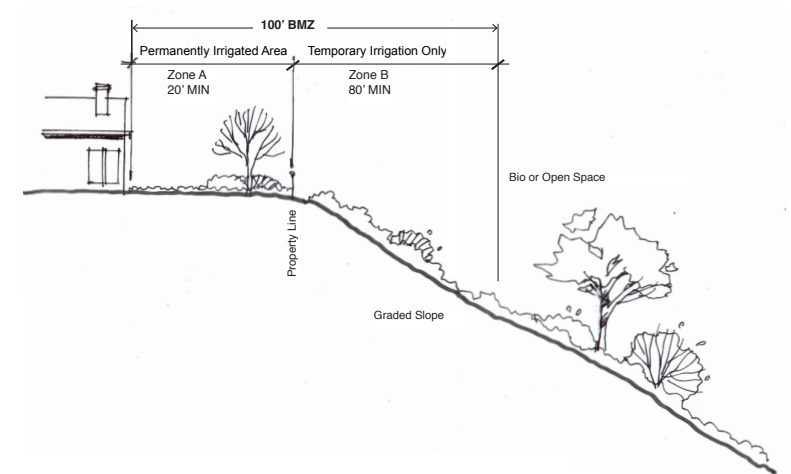 100’ BMZ
Permanently Irrigated Area
Temporary Irrigation Only
Zone A
20’ MIN
Zone B
80’ MIN
Bio or Open Space
Property Line
Graded Slope